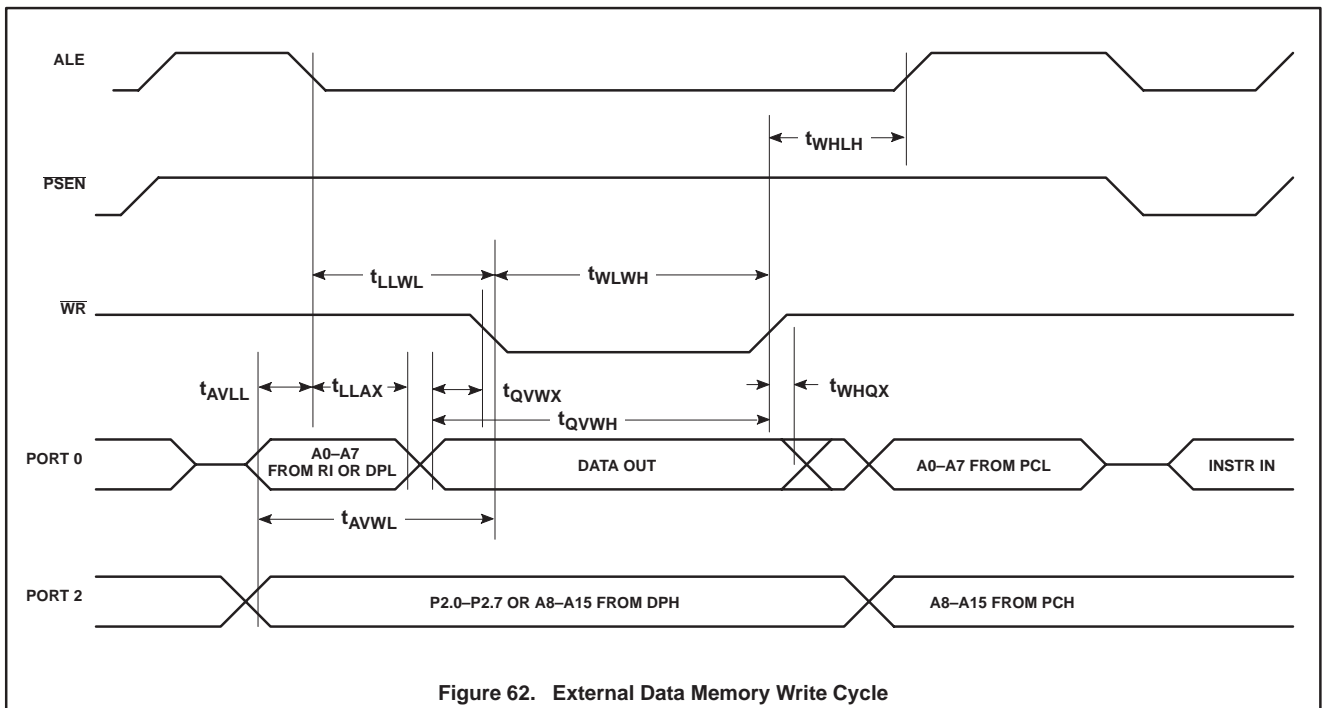 ALE
tWHLH
PSEN
tLLWL
tWLWH
WR
tAVLL
tLLAX
tQVWX
tWHQX
tQVWH
PORT 0
A0–A7
FROM RI OR DPL
DATA OUT
A0–A7 FROM PCL
INSTR IN
tAVWL
PORT 2
P2.0–P2.7 OR A8–A15 FROM DPH
A8–A15 FROM PCH
Figure 62. External Data Memory Write Cycle